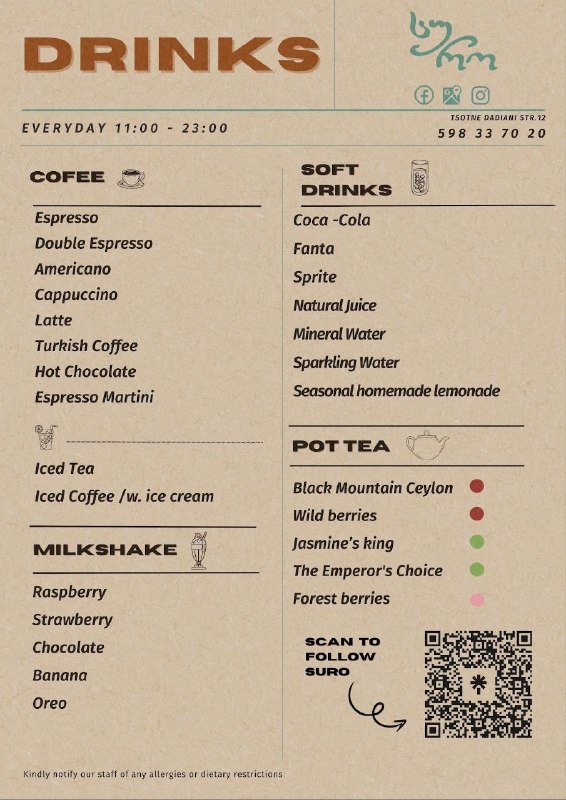 DRINKS
სურო
EVERYDAY 11:00 - 23:00
TSOTNE DADIANI STR.12
598 33 70 20
COFEE
Espresso
Double Espresso
Americano
Cappuccino
Latte
Turkish Coffee
Hot Chocolate
Espresso Martini
Iced Tea
Iced Coffee /w. ice cream
MILKSHAKE
Raspberry
Strawberry
Chocolate
Banana
Oreo
SOFT
DRINKS
Coca -Cola
Fanta
Sprite
Natural Juice
Mineral Water
Sparkling Water
Seasonal homemade lemonade
POT TEA
Black Mountain Ceylon
Wild berries
Jasmine's king
The Emperor's Choice
Forest berries
SCAN TO
FOLLOW
SURO
Kindly notify our staff of any allergies or dietary restrictions